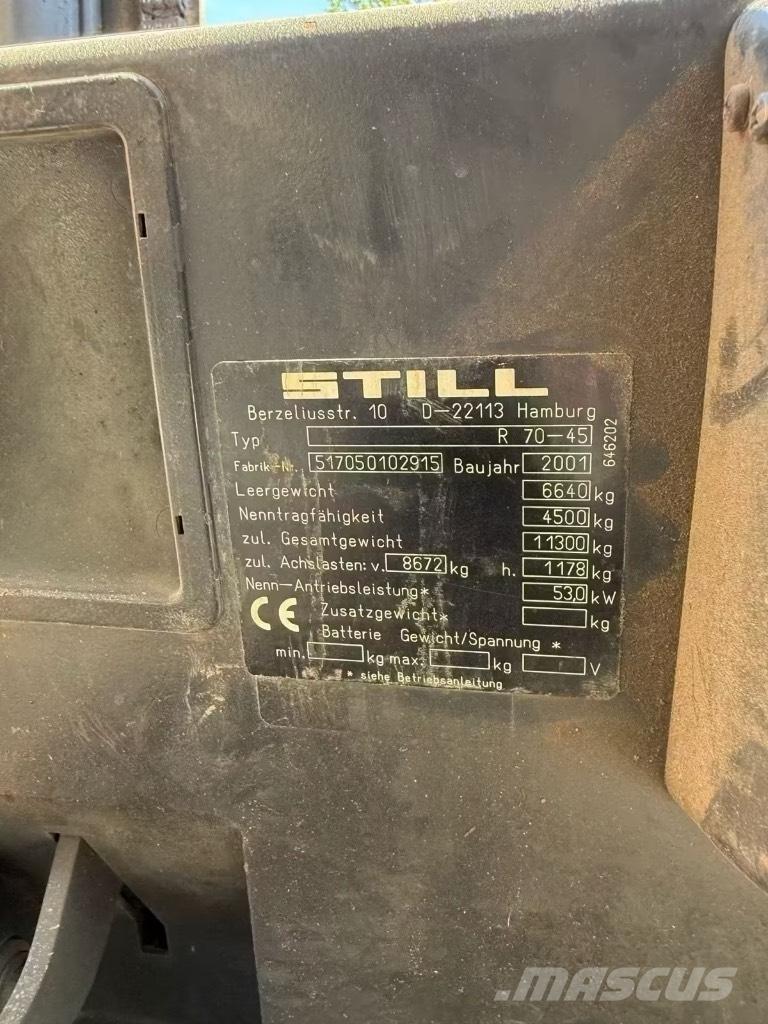 STILL
Berzeliusstr. 10 D-22113 Hamburg
Typ R 70-45
646202
Fabrik-Nr. 517050102915 Baujahr 2001
Leergewicht 6640 kg
Nenntragfähigkeit 4500 kg
zul. Gesamtgewicht 11300 kg
zul. Achslasten: v. 8672 kg h. 1178 kg
Nenn-Antriebsleistung* 53,0 kW
CE Zusatzgewicht* kg
Batterie Gewicht/Spannung *
min. kg max. kg V
* siehe Betriebsanleitung
MASCUS